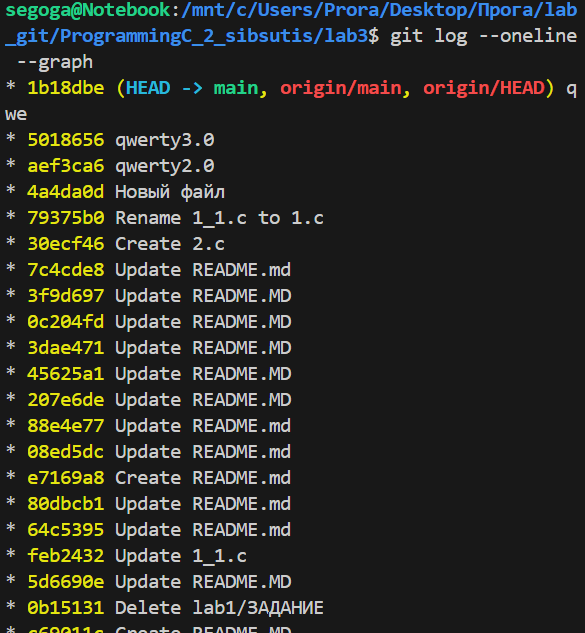 segoga@Notebook:/mnt/c/Users/Prora/Desktop/Прога/lab
_git/ProgrammingC_2_sibsutis/lab3$ git log --oneline
--graph
* 1b18dbe (HEAD -> main, origin/main, origin/HEAD) q
we
* 5018656 qwerty3.0
* aef3ca6 qwerty2.0
* 4a4da0d Новый файл
* 79375b0 Rename 1_1.c to 1.c
* 30ecf46 Create 2.c
* 7c4cde8 Update README.md
* 3f9d697 Update README.MD
* 0c204fd Update README.MD
* 3dae471 Update README.MD
* 45625a1 Update README.MD
* 207e6de Update README.MD
* 88e4e77 Update README.md
* 08ed5dc Update README.md
* e7169a8 Create README.md
* 80dbcb1 Update README.md
* 64c5395 Update README.md
* feb2432 Update 1_1.c
* 5d6690e Update README.MD
* 0b15131 Delete lab1/ЗАДАНИЕ
* c69011c Create README.MD